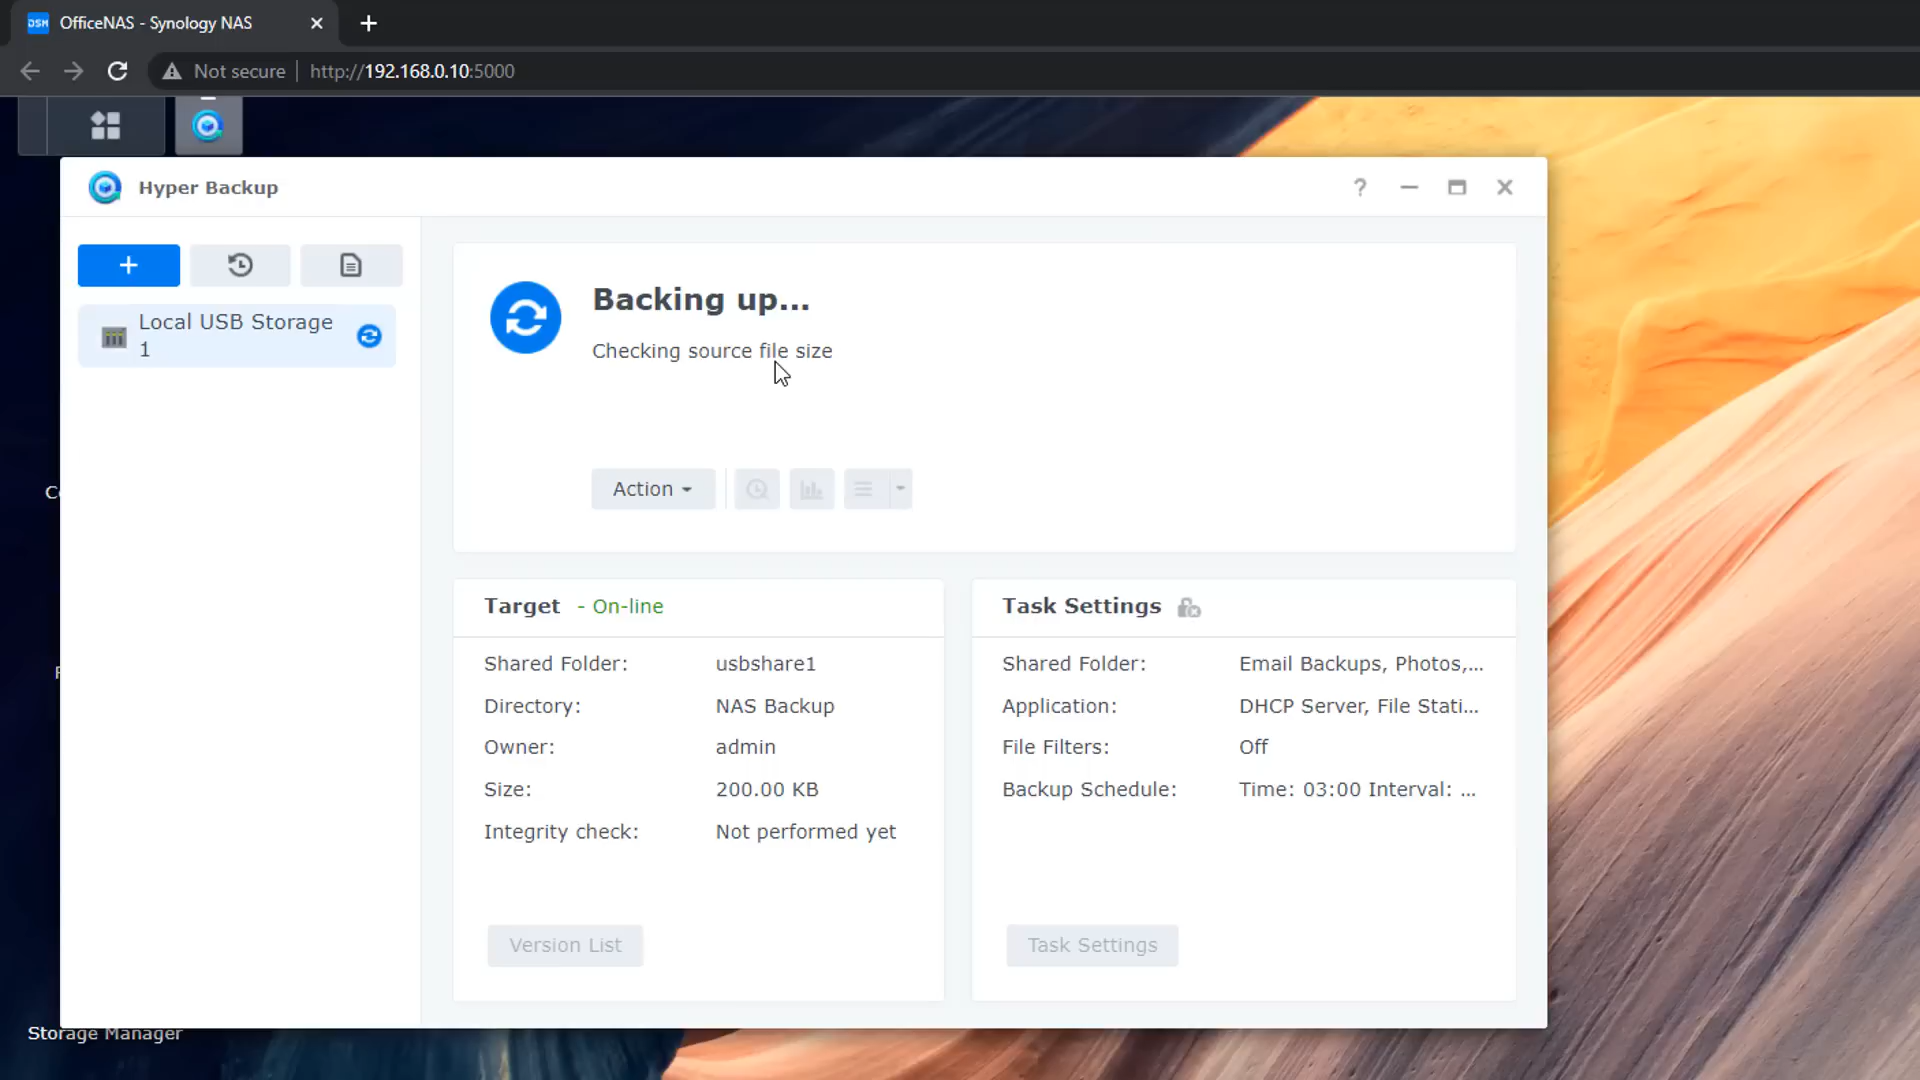 DSM OfficeNAS - Synology NAS
Not secure http://192.168.0.10:5000
Hyper Backup
Local USB Storage
1
Backing up...
Checking source file size
Action
Target - On-line
Shared Folder: usbshare1
Directory: NAS Backup
Owner: admin
Size: 200.00 KB
Integrity check: Not performed yet
Version List
Task Settings
Shared Folder: Email Backups, Photos,...
Application: DHCP Server, File Stati...
File Filters: Off
Backup Schedule: Time: 03:00 Interval: ...
Task Settings
Storage Manager